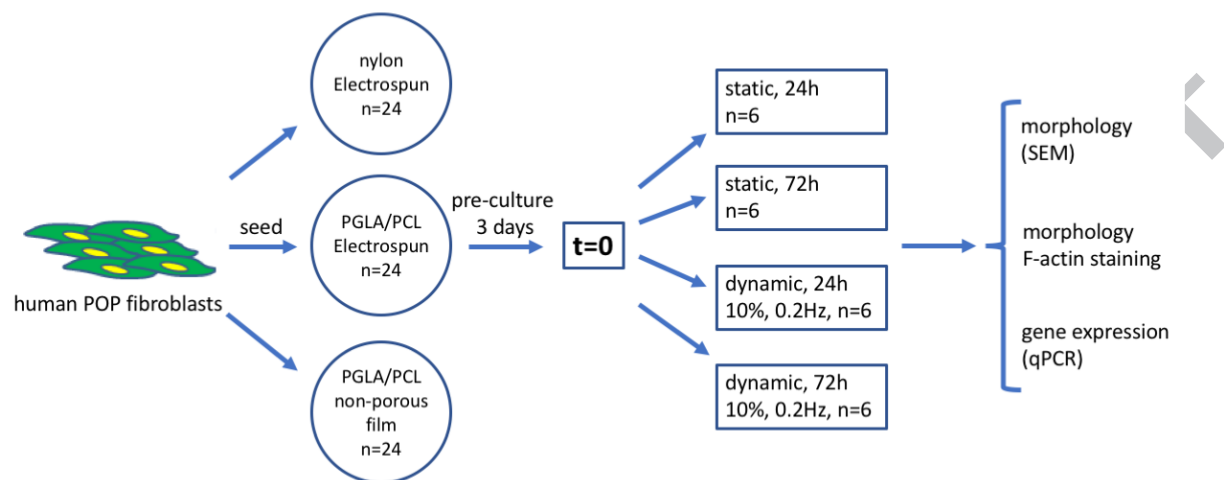 human POP fibroblasts
seed
nylon
Electrospun
n=24
PGLA/PCL
Electrospun
n=24
PGLA/PCL
non-porous
film
n=24
pre-culture
3 days
t=0
static, 24h
n=6
static, 72h
n=6
dynamic, 24h
10%, 0.2Hz, n=6
dynamic, 72h
10%, 0.2Hz, n=6
morphology
(SEM)
morphology
F-actin staining
gene expression
(qPCR)